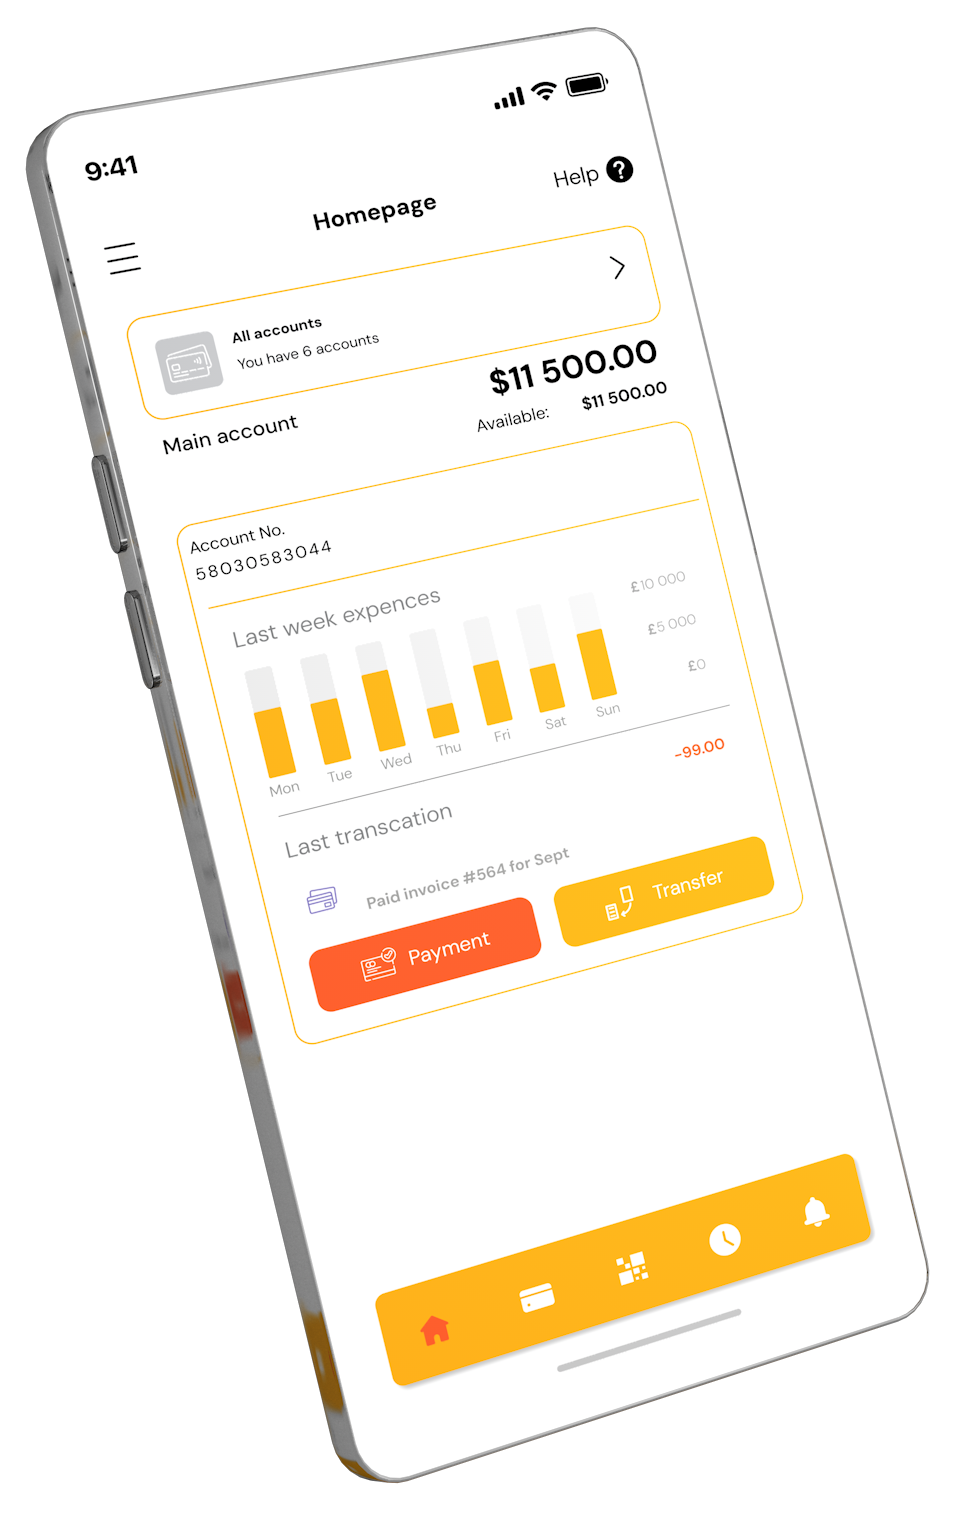 9:41
Help ?
Homepage
All accounts
You have 6 accounts
$11 500.00
Main account
Available: $11 500.00
Account No.
58030583044
Last week expences
£10 000
£5 000
£0
Mon Tue Wed Thu Fri Sat Sun
-99.00
Last transcation
Paid invoice #564 for Sept
Payment
Transfer